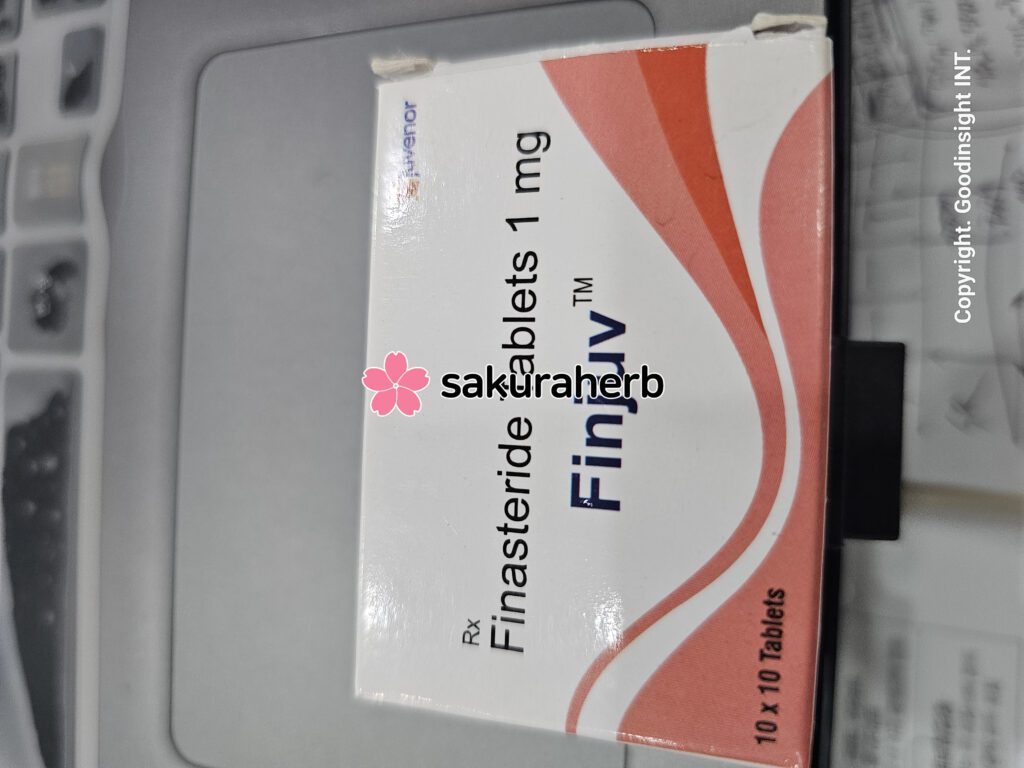 juvenor
Rx
Finasteride Tablets 1 mg
Finjuv™
10 x 10 Tablets
sakuraherb
Copyright. Goodinsight INT.